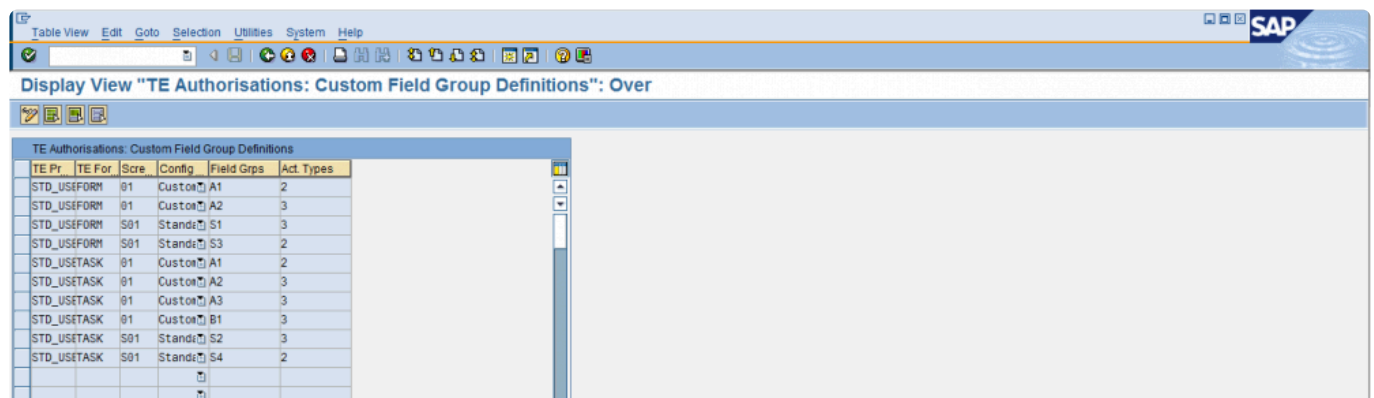 Table View Edit Goto Selection Utilities System Help
SAP
Display View "TE Authorisations: Custom Field Group Definitions": Over
TE Authorisations: Custom Field Group Definitions
TE Pr... TE For... Scre... Config... Field Grps Act. Types
STD_USE FORM 01 Custom A1 2
STD_USE FORM 01 Custom A2 3
STD_USE FORM S01 Standa S1 3
STD_USE FORM S01 Standa S3 2
STD_USE TASK 01 Custom A1 2
STD_USE TASK 01 Custom A2 3
STD_USE TASK 01 Custom A3 3
STD_USE TASK 01 Custom B1 3
STD_USE TASK S01 Standa S2 3
STD_USE TASK S01 Standa S4 2